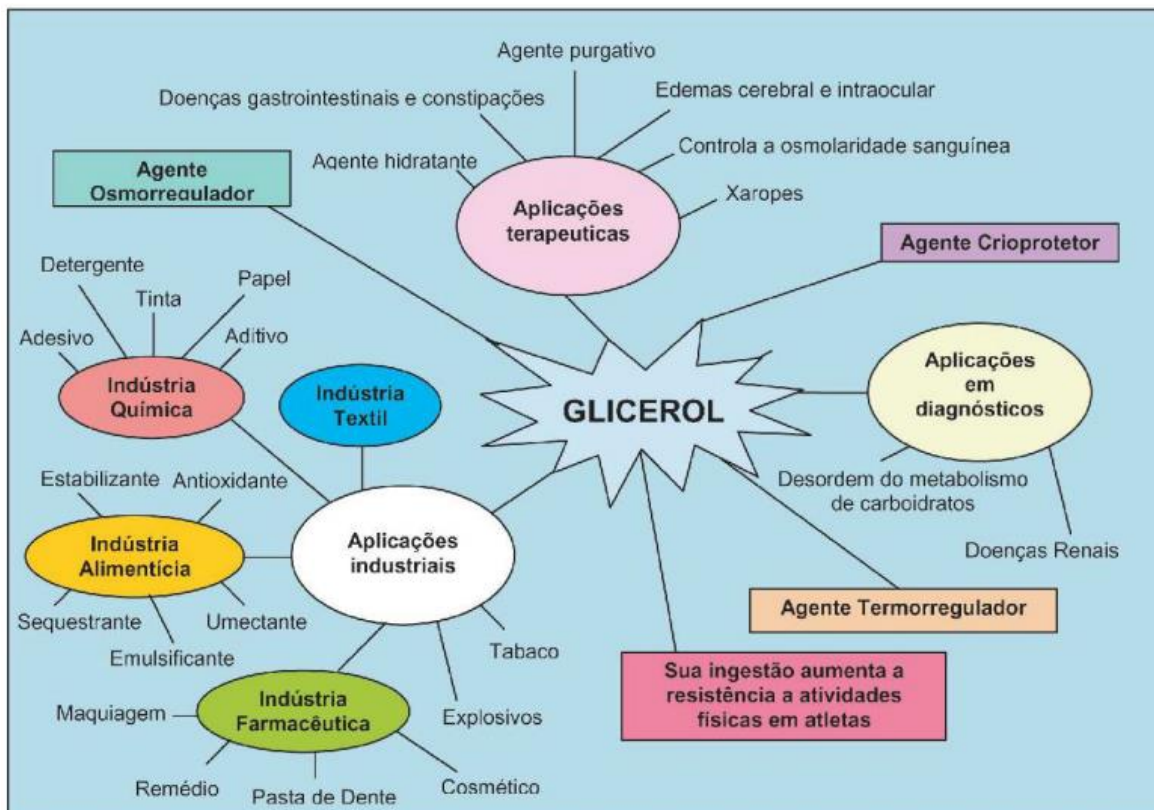 Agente purgativo
Doenças gastrointestinais e constipações
Edemas cerebral e intraocular
Agente hidratante
Controla a osmolaridade sanguínea
Xaropes
Aplicações
terapeuticas
Agente
Osmorregulador
Agente Crioprotetor
Detergente
Tinta
Papel
Adesivo
Aditivo
Indústria
Química
Indústria
Textil
GLICEROL
Aplicações
em
diagnósticos
Desordem do metabolismo
de carboidratos
Doenças Renais
Estabilizante
Antioxidante
Indústria
Alimentícia
Sequestrante
Umectante
Emulsificante
Aplicações
industriais
Tabaco
Explosivos
Agente Termorregulador
Sua ingestão aumenta a
resistência a atividades
físicas em atletas
Indústria
Farmacêutica
Maquiagem
Remédio
Pasta de Dente
Cosmético